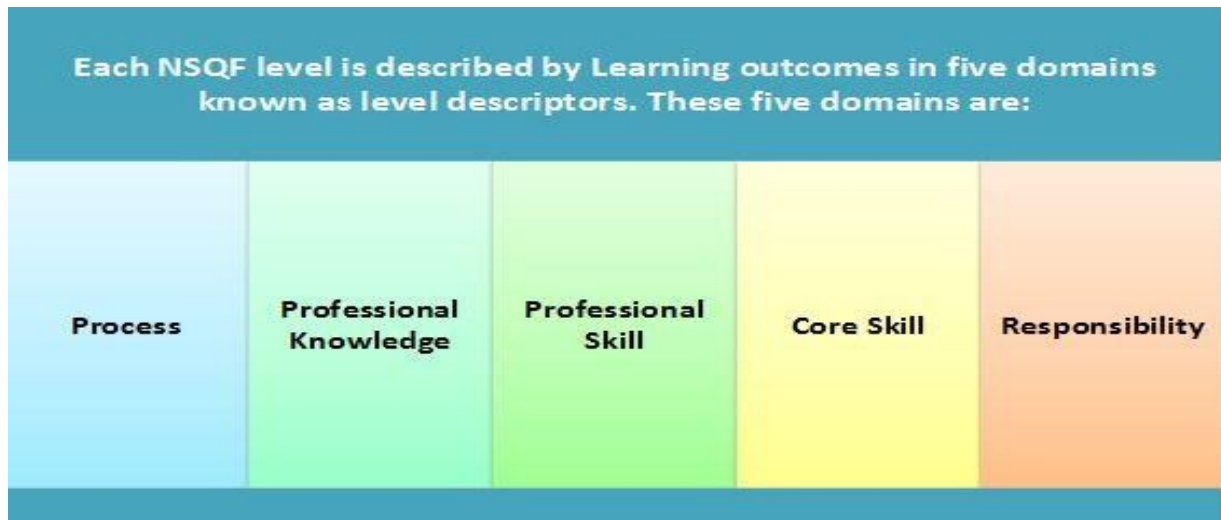 Each NSQF level is described by Learning outcomes in five domains
known as level descriptors. These five domains are:
Process
Professional
Knowledge
Professional
Skill
Core Skill
Responsibility